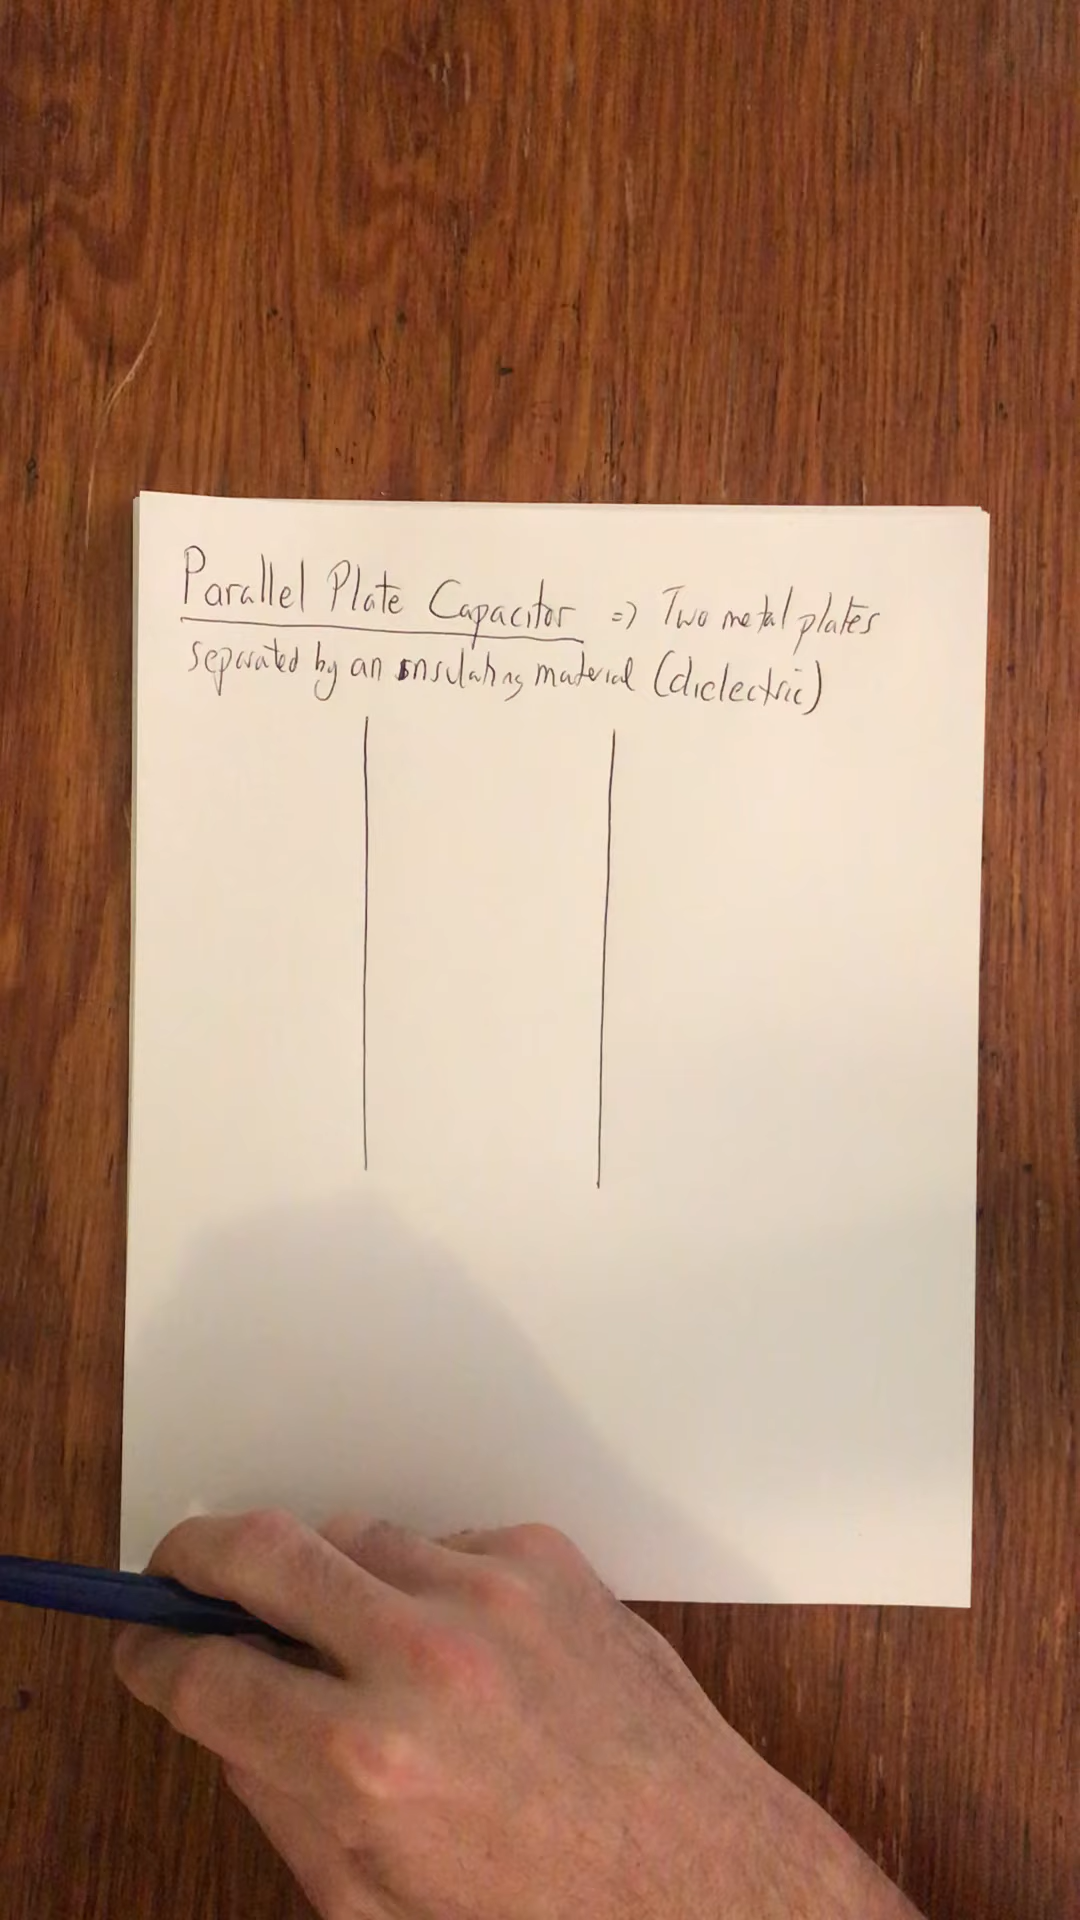 Parallel Plate Capacitor => Two metal plates
separated by an insulating material (dielectric)